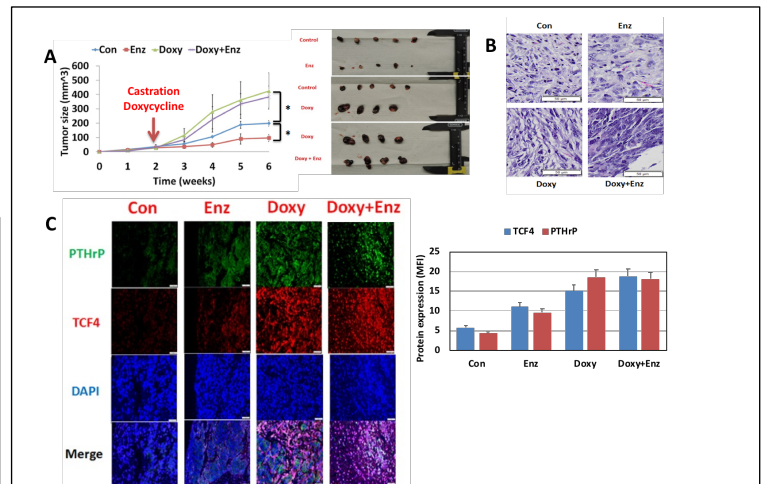 A
Con Enz Doxy Doxy+Enz
Tumor size (mm^3)
600
500
400
300
200
100
0
Castration
Doxycycline
*
*
0 1 2 3 4 5 6
Time (weeks)
Control
Enz
Control
Doxy
Doxy
Doxy + Enz
B
Con Enz
Doxy Doxy+Enz
C
Con Enz Doxy Doxy+Enz
PTHrP
TCF4
DAPI
Merge
TCF4 PTHrP
Protein expression (MFI)
25
20
15
10
5
0
Con Enz Doxy Doxy+Enz